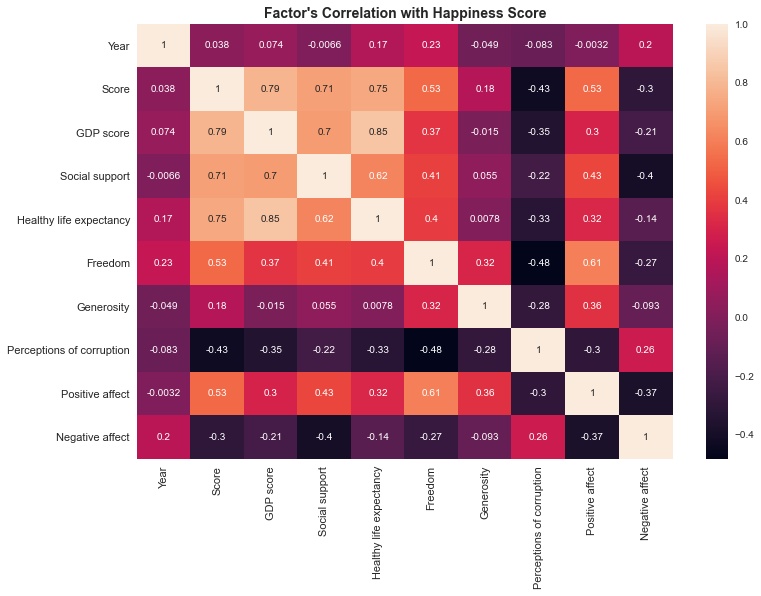 Factor's Correlation with Happiness Score
Year 1 0.038 0.074 -0.0066 0.17 0.23 -0.049 -0.083 -0.0032 0.2
Score 0.038 1 0.79 0.71 0.75 0.53 0.18 -0.43 0.53 -0.3
GDP score 0.074 0.79 1 0.7 0.85 0.37 -0.015 -0.35 0.3 -0.21
Social support -0.0066 0.71 0.7 1 0.62 0.41 0.055 -0.22 0.43 -0.4
Healthy life expectancy 0.17 0.75 0.85 0.62 1 0.4 0.0078 -0.33 0.32 -0.14
Freedom 0.23 0.53 0.37 0.41 0.4 1 0.32 -0.48 0.61 -0.27
Generosity -0.049 0.18 -0.015 0.055 0.0078 0.32 1 -0.28 0.36 -0.093
Perceptions of corruption -0.083 -0.43 -0.35 -0.22 -0.33 -0.48 -0.28 1 -0.3 0.26
Positive affect -0.0032 0.53 0.3 0.43 0.32 0.61 0.36 -0.3 1 -0.37
Negative affect 0.2 -0.3 -0.21 -0.4 -0.14 -0.27 -0.093 0.26 -0.37 1
Year
Score
GDP score
Social support
Healthy life expectancy
Freedom
Generosity
Perceptions of corruption
Positive affect
Negative affect
1.0
0.8
0.6
0.4
0.2
0.0
−0.2
−0.4